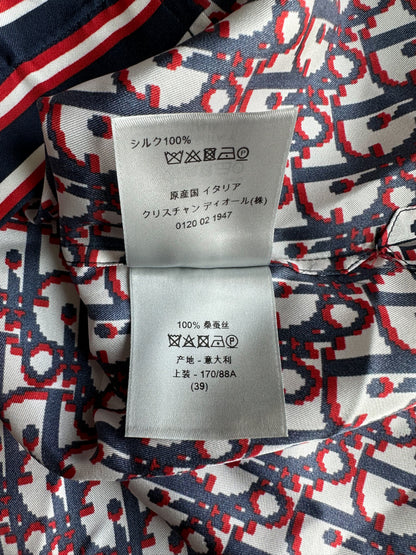 シルク100%
原産国 イタリア
クリスチャン ディオール(株)
0120 02 1947
100% 桑蚕丝
产地 - 意大利
上装 - 170/88A
(39)